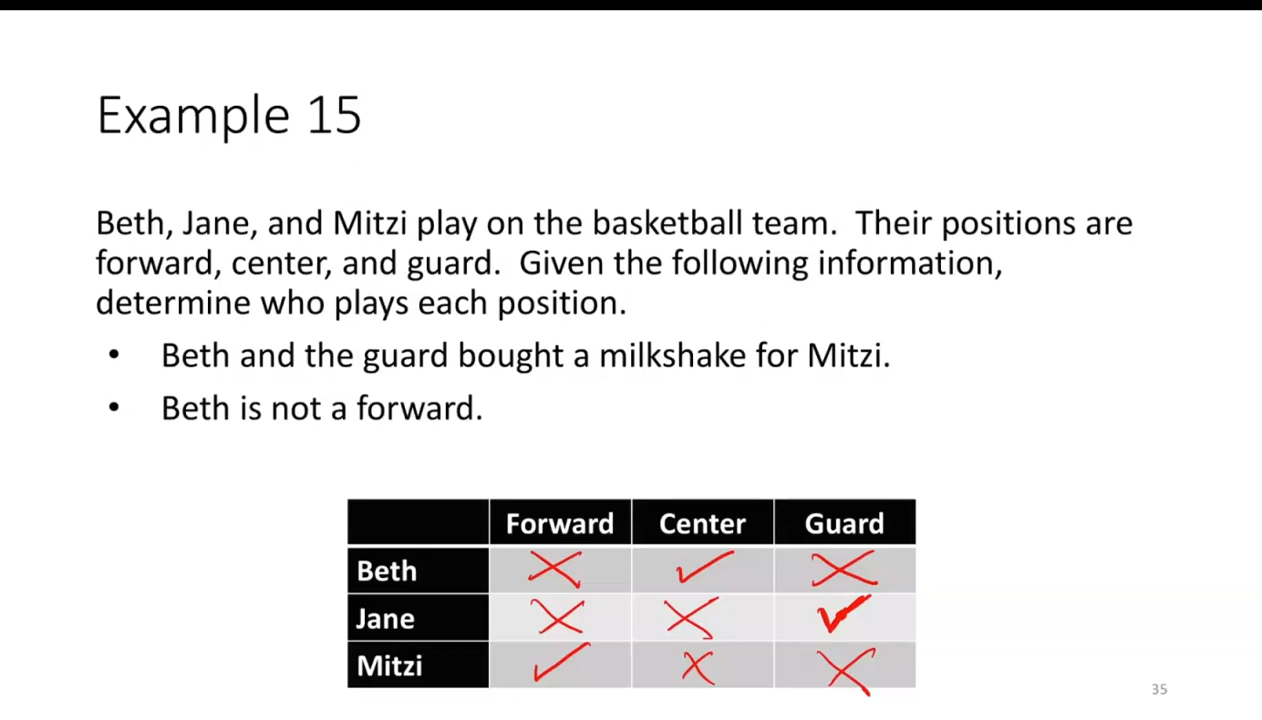 Example 15
Beth, Jane, and Mitzi play on the basketball team.  Their positions are
forward, center, and guard.  Given the following information,
determine who plays each position.
• Beth and the guard bought a milkshake for Mitzi.
• Beth is not a forward.
Forward Center Guard
Beth ✗ ✓ ✗
Jane ✗ ✗ ✓
Mitzi ✓ ✗ ✗
35